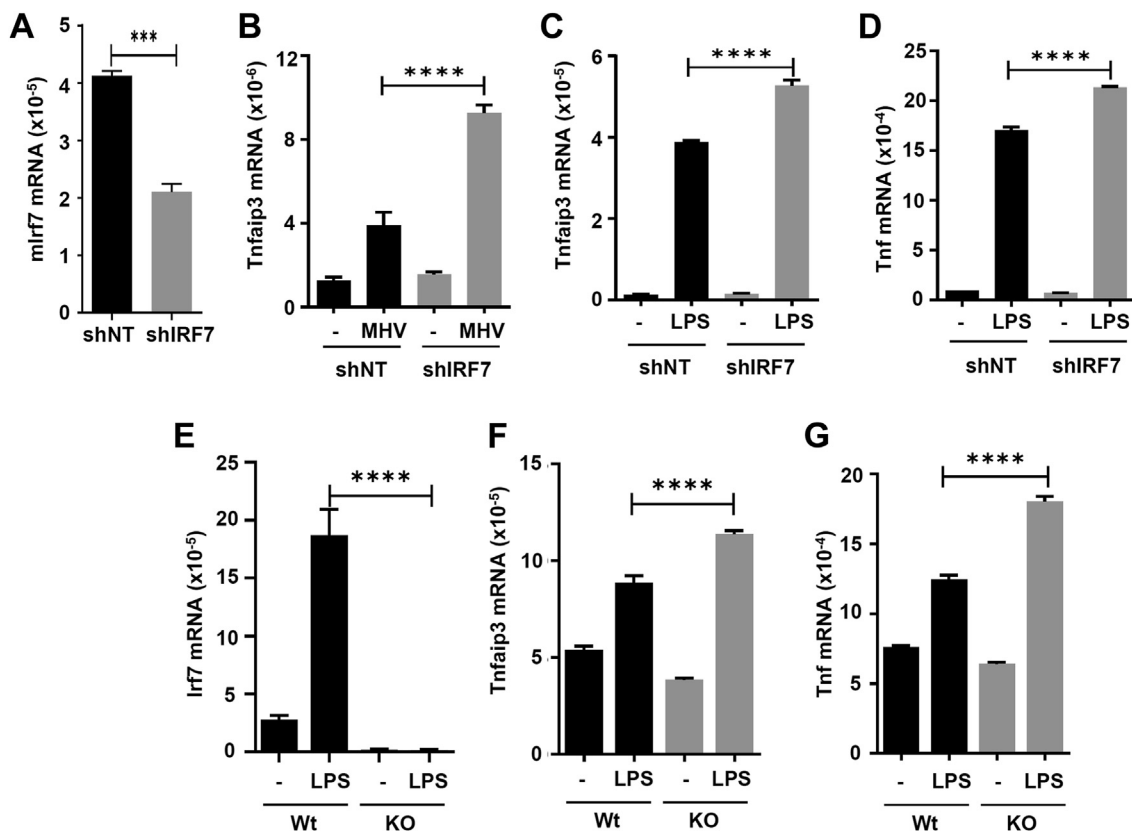 A
***
mIrf7 mRNA (x10-5)
5
4
3
2
1
0
shNT shIRF7
B
****
Tnfaip3 mRNA (x10-6)
12
8
4
0
- MHV - MHV
shNT shIRF7
C
****
Tnfaip3 mRNA (x10-5)
6
4
2
0
- LPS - LPS
shNT shIRF7
D
****
Tnf mRNA (x10-4)
25
20
15
10
5
0
- LPS - LPS
shNT shIRF7
E
****
Irf7 mRNA (x10-5)
25
20
15
10
5
0
- LPS - LPS
Wt KO
F
****
Tnfaip3 mRNA (x10-5)
15
10
5
0
- LPS - LPS
Wt KO
G
****
Tnf mRNA (x10-4)
20
15
10
5
0
- LPS - LPS
Wt KO